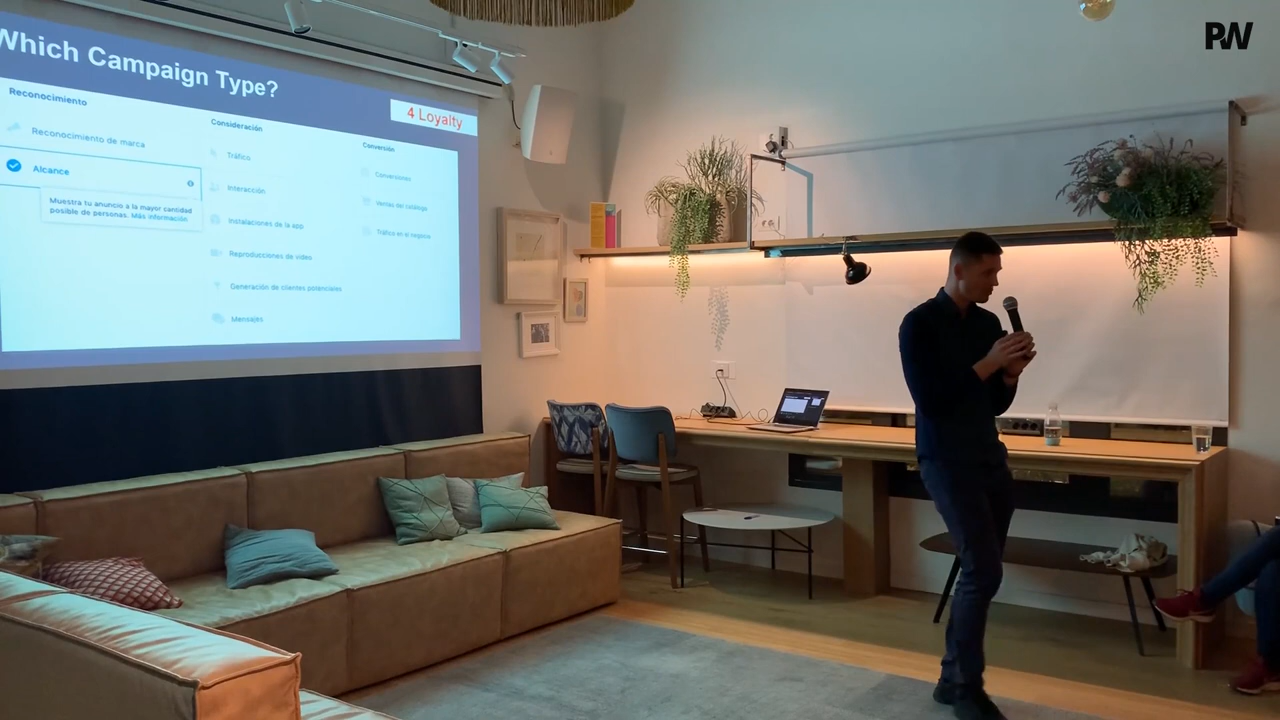 Which Campaign Type?
4 Loyalty
Reconocimiento
Reconocimiento de marca
Alcance
Muestra tu anuncio a la mayor cantidad
posible de personas. Más información
Consideración
Tráfico
Interacción
Instalaciones de la app
Reproducciones de video
Generación de clientes potenciales
Mensajes
Conversión
Conversiones
Ventas del catálogo
Tráfico en el negocio
PW